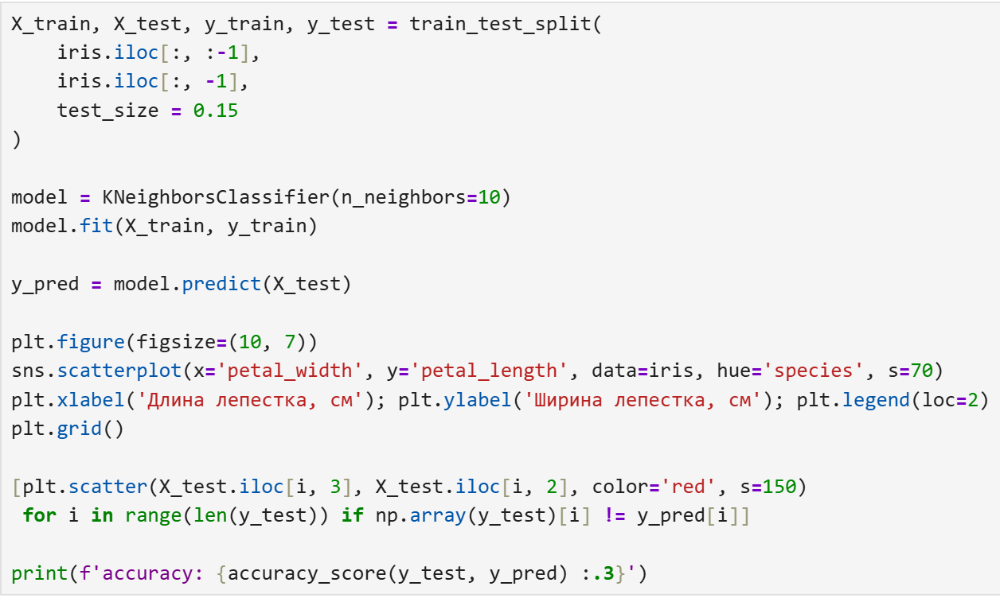 X_train, X_test, y_train, y_test = train_test_split(
    iris.iloc[:, :-1],
    iris.iloc[:, -1],
    test_size = 0.15
)
model = KNeighborsClassifier(n_neighbors=10)
model.fit(X_train, y_train)
y_pred = model.predict(X_test)
plt.figure(figsize=(10, 7))
sns.scatterplot(x='petal_width', y='petal_length', data=iris, hue='species', s=70)
plt.xlabel('Длина лепестка, см'); plt.ylabel('Ширина лепестка, см'); plt.legend(loc=2)
plt.grid()
[plt.scatter(X_test.iloc[i, 3], X_test.iloc[i, 2], color='red', s=150)
 for i in range(len(y_test)) if np.array(y_test)[i] != y_pred[i]]
print(f'accuracy: {accuracy_score(y_test, y_pred) :.3}')